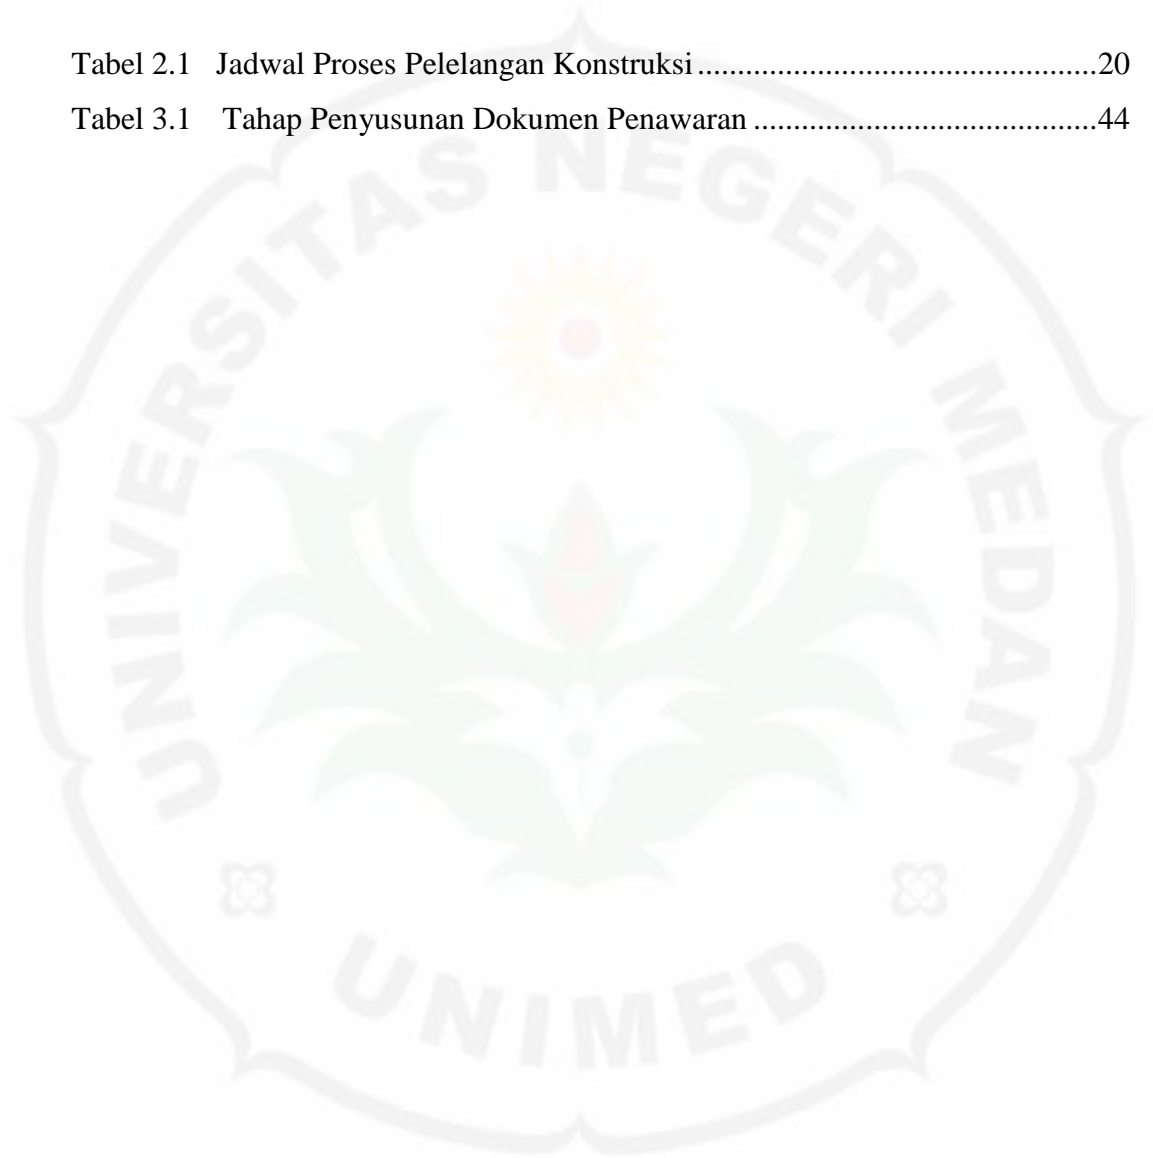 Tabel 2.1 Jadwal Proses Pelelangan Konstruksi............................................20
Tabel 3.1 Tahap Penyusunan Dokumen Penawaran.....................................44
UNIVERSITAS NEGERI MEDAN
UNIMED